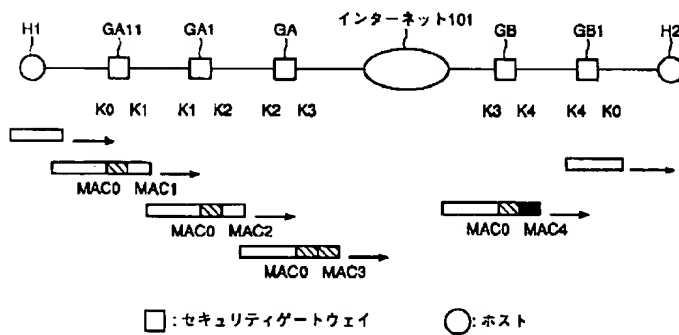 H1 GA11 GA1 GA インターネット101 GB GB1 H2
K0 K1 K1 K2 K2 K3 K3 K4 K4 K0
MAC0 MAC1
MAC0 MAC2 MAC0 MAC4
MAC0 MAC3
:セキュリティゲートウェイ :ホスト